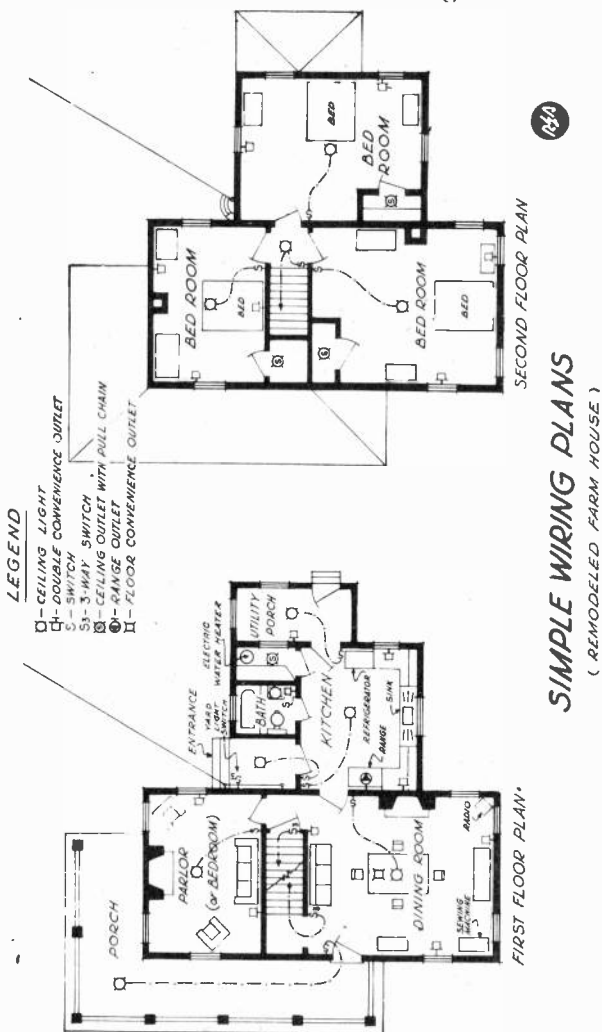 LEGEND
- CEILING LIGHT
- DOUBLE CONVENIENCE OUTLET
S - SWITCH
S3 - 3-WAY SWITCH
S - CEILING OUTLET WITH PULL CHAIN
- RANGE OUTLET
- FLOOR CONVENIENCE OUTLET
PORCH
PARLOR
(or BEDROOM)
ENTRANCE
YARD
LIGHT
SWITCH
BATH
ELECTRIC
WATER HEATER
UTILITY
PORCH
KITCHEN
REFRIGERATOR
RANGE
SINK
DINING ROOM
SEWING
MACHINE
RADIO
S
S
S
S
S
S
S
S3
S3
FIRST FLOOR PLAN.
BED ROOM
BED
BED ROOM
BED
BED
ROOM
BED
S
S
S
S
S
S
SECOND FLOOR PLAN
SIMPLE WIRING PLANS
( REMODELED FARM HOUSE )